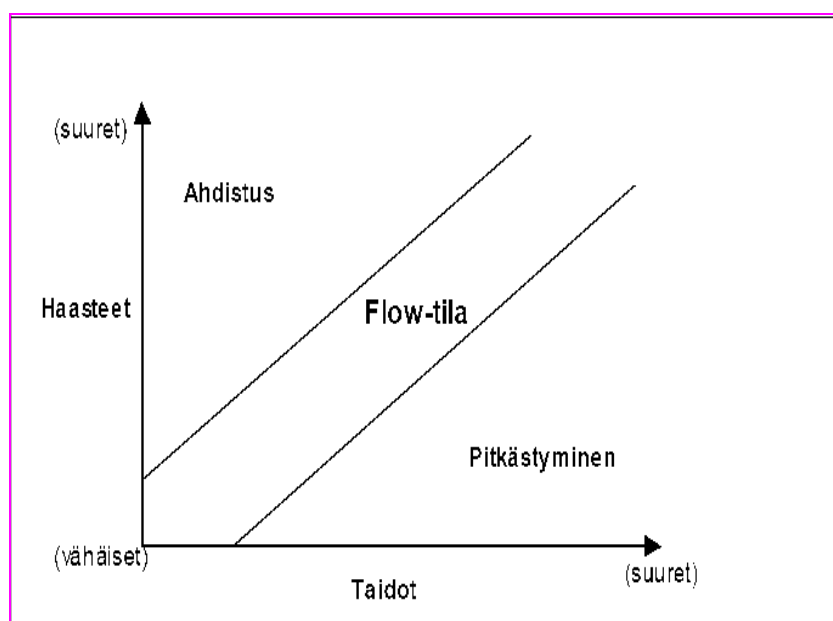 (suuret)
Ahdistus
Haasteet
Flow-tila
Pitkästyminen
(vähäiset)
(suuret)
Taidot